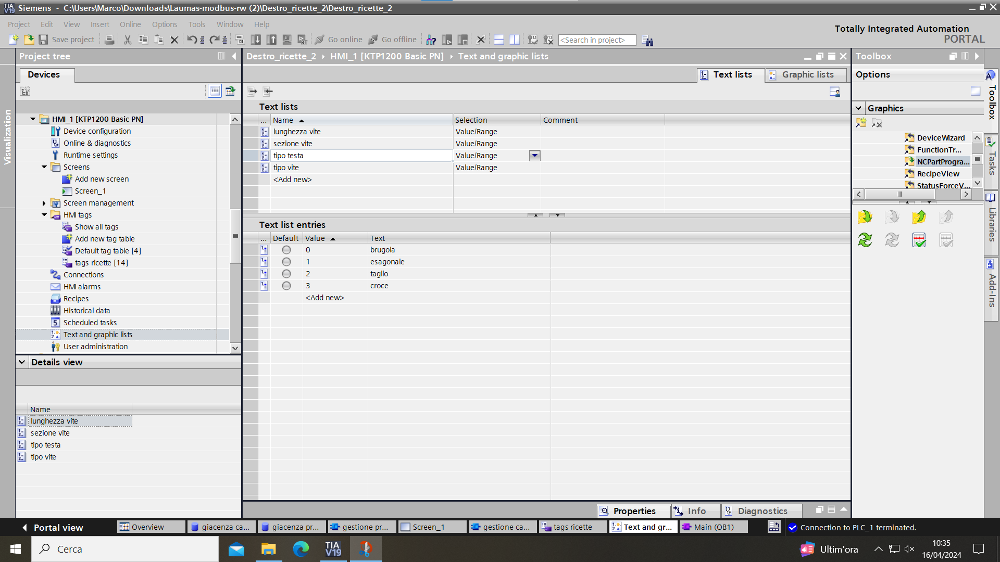 Siemens - C:\Users\Marco\Downloads\Laumas-modbus-rw (2)\Destro_ricette_2\Destro_ricette_2
Project Edit View Insert Online Options Tools Window Help
Totally Integrated Automation
PORTAL
Save project
Go online
Go offline
<Search in project>
Project tree
Devices
Visualization
HMI_1 [KTP1200 Basic PN]
Device configuration
Online & diagnostics
Runtime settings
Screens
Add new screen
Screen_1
Screen management
HMI tags
Show all tags
Add new tag table
Default tag table [4]
tags ricette [14]
Connections
HMI alarms
Recipes
Historical data
Scheduled tasks
Text and graphic lists
User administration
Details view
Name
lunghezza vite
sezione vite
tipo testa
tipo vite
Destro_ricette_2 › HMI_1 [KTP1200 Basic PN] › Text and graphic lists
Text lists
Graphic lists
Text lists
... Name Selection Comment
lunghezza vite Value/Range
sezione vite Value/Range
tipo testa Value/Range
tipo vite Value/Range
<Add new>
Text list entries
... Default Value Text
0 brugola
1 esagonale
2 taglio
3 croce
<Add new>
Properties
Info
Diagnostics
Toolbox
Options
Graphics
DeviceWizard
FunctionTr...
NCPartProgra...
RecipeView
StatusForceV...
Toolbox
Tasks
Libraries
Add-Ins
Portal view
Overview
giacenza ca...
giacenza pr...
gestione pr...
Screen_1
gestione ca...
tags ricette
Text and gr...
Main (OB1)
Connection to PLC_1 terminated.
Cerca
TIA
V19
Ultim'ora
10:35
16/04/2024